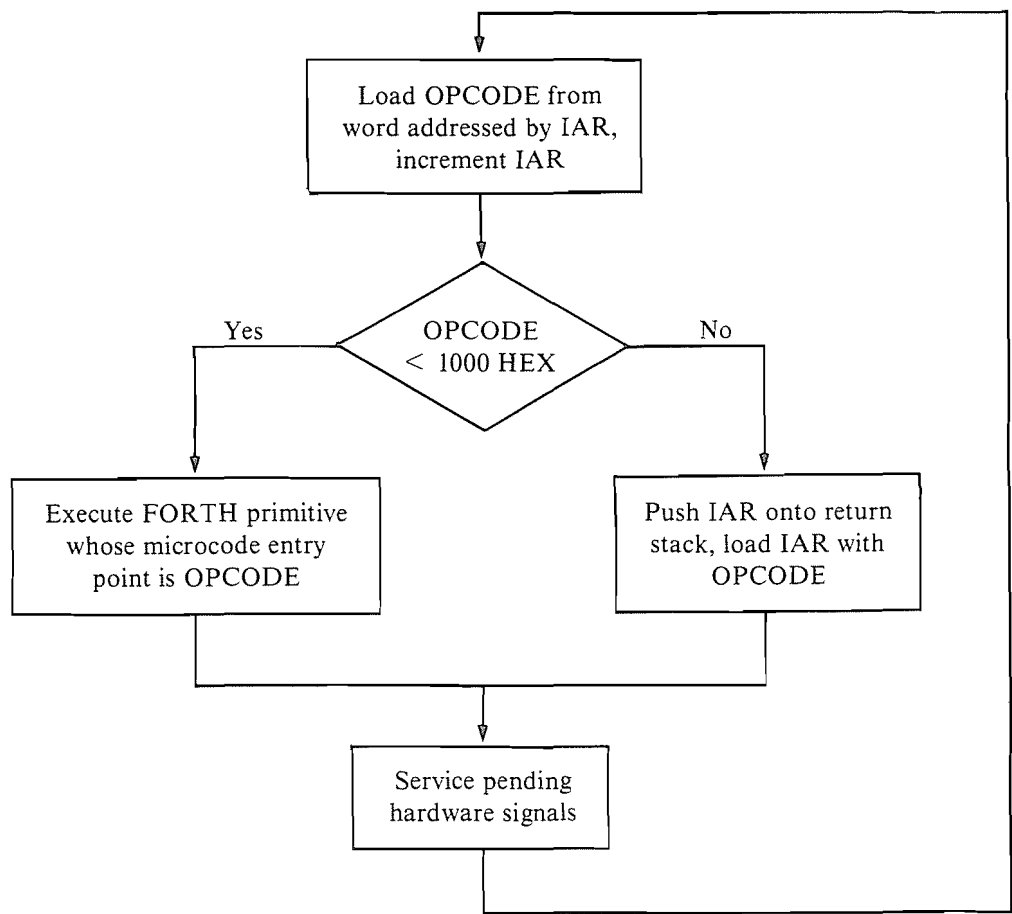 Load OPCODE from
word addressed by IAR,
increment IAR
OPCODE
< 1000 HEX
Yes
No
Execute FORTH primitive
whose microcode entry
point is OPCODE
Push IAR onto return
stack, load IAR with
OPCODE
Service pending
hardware signals